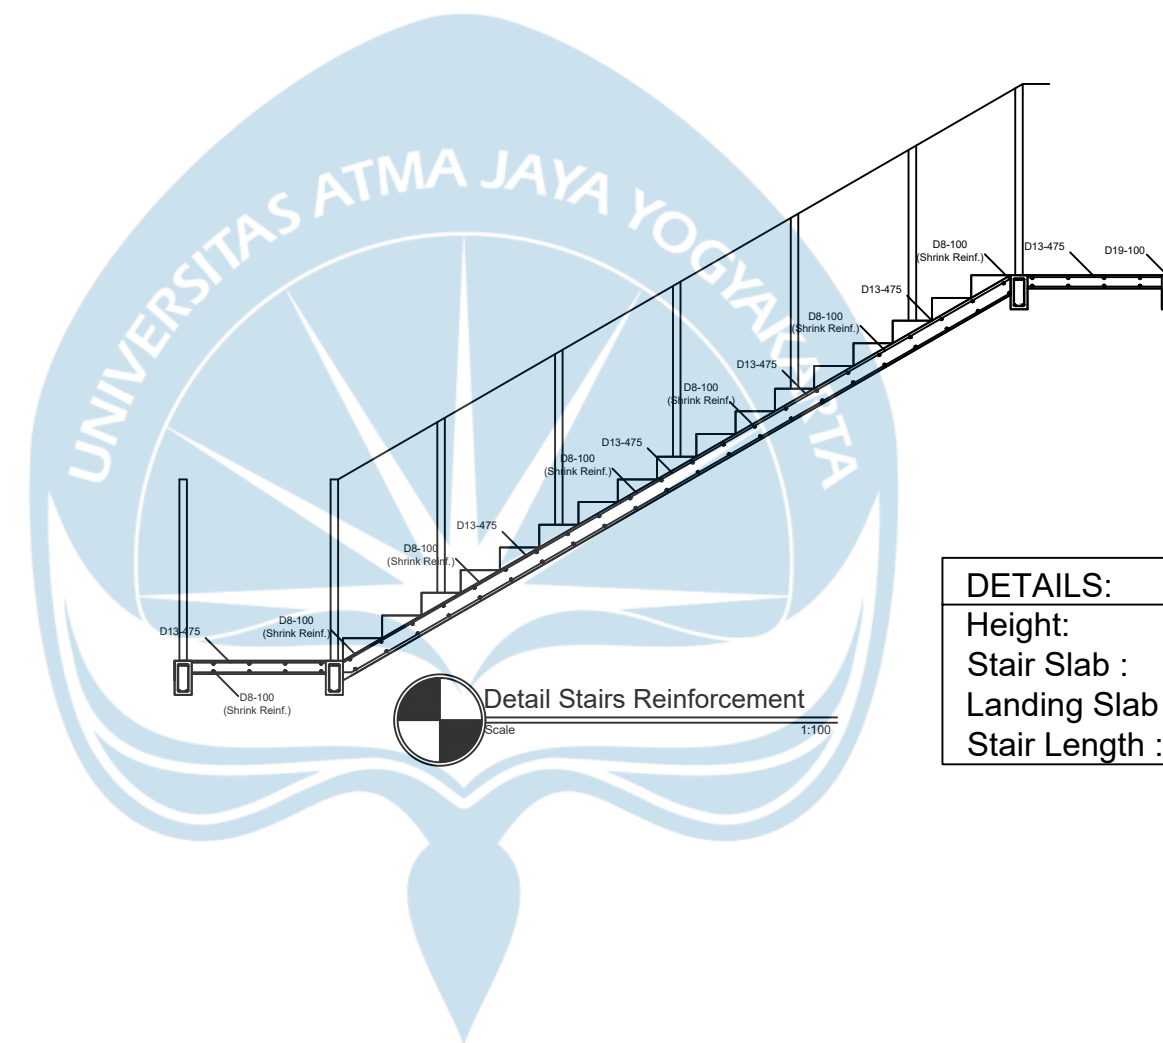 UNIVERSITAS ATMA JAYA YOGYAKARTA
D8-100
(Shrink Reinf.)
D13-475
D19-100
D13-475
D8-100
(Shrink Reinf.)
D13-475
D8-100
(Shrink Reinf.)
D13-475
D8-100
(Shrink Reinf.)
D13-475
D8-100
(Shrink Reinf.)
D8-100
(Shrink Reinf.)
D13-475
D8-100
(Shrink Reinf.)
Detail Stairs Reinforcement
Scale 1:100
DETAILS:
Height:
Stair Slab :
Landing Slab
Stair Length :